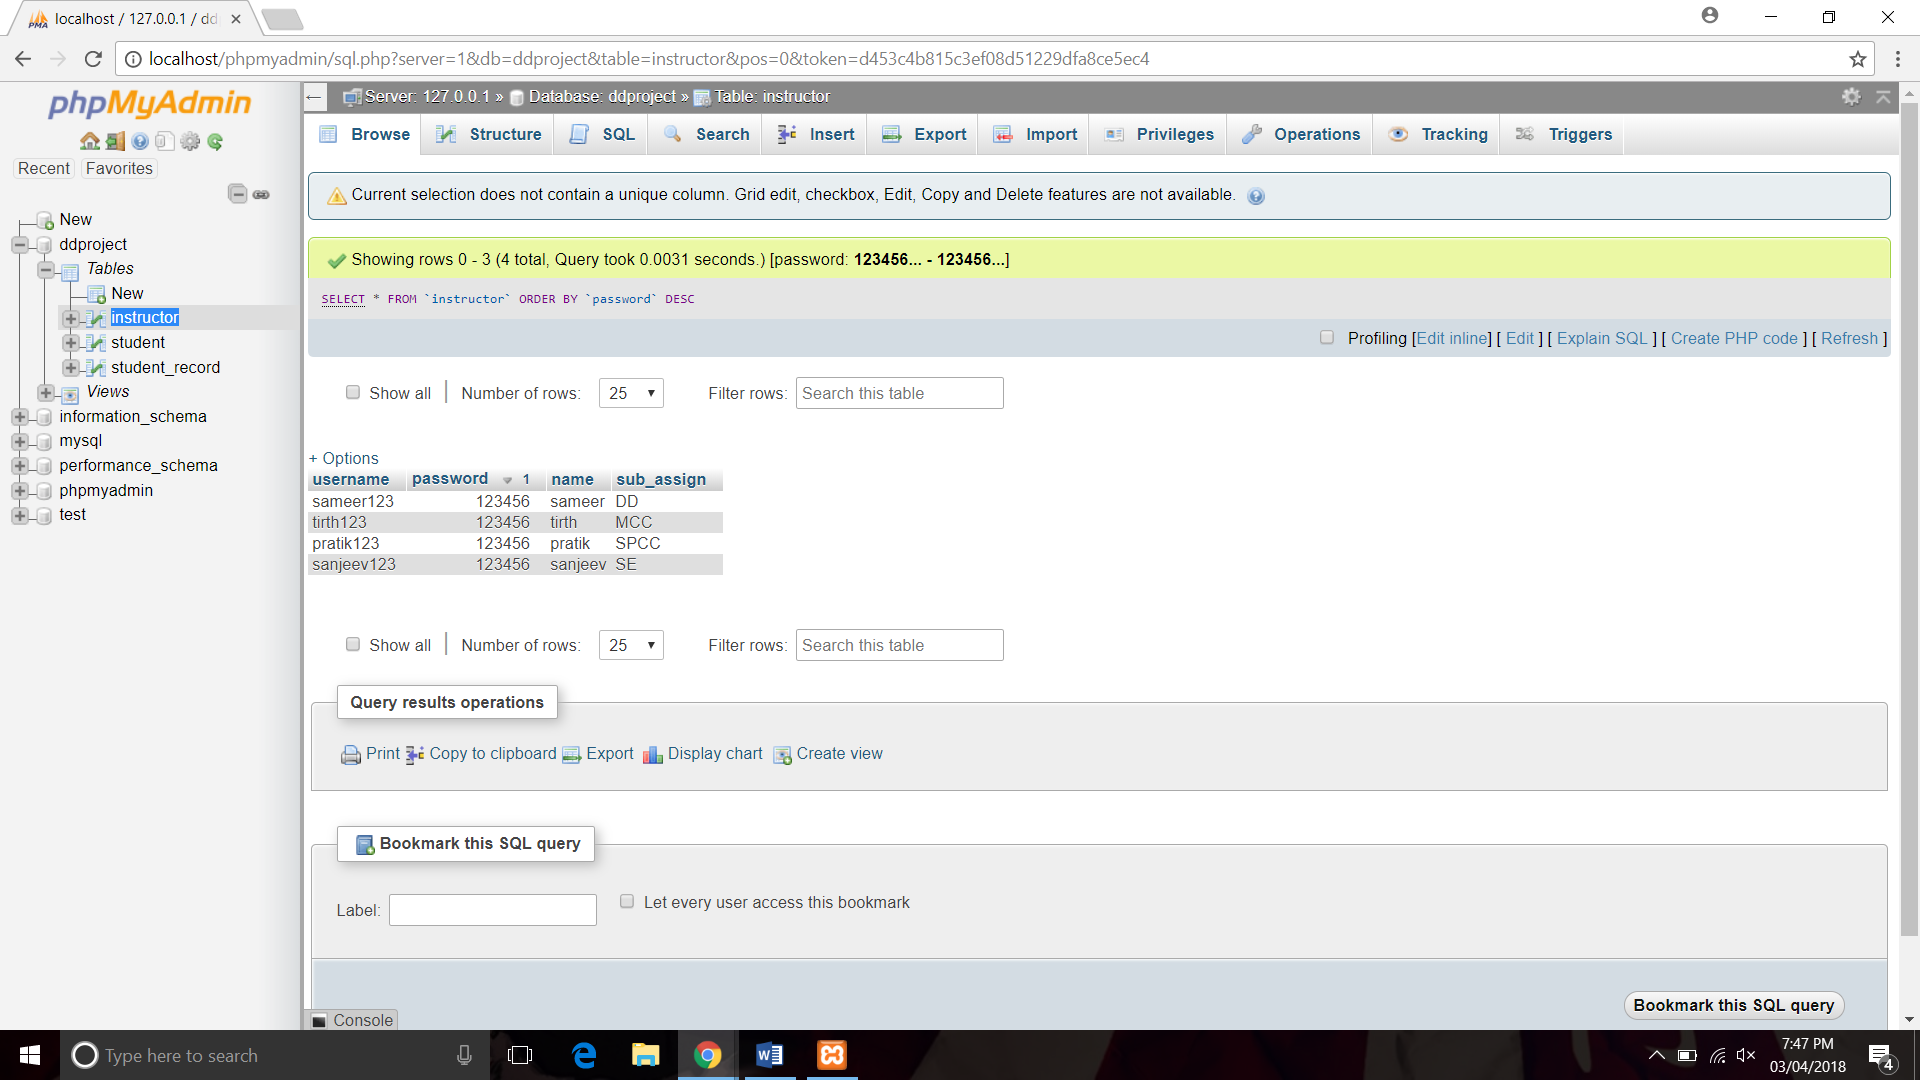 localhost / 127.0.0.1 / dd
localhost/phpmyadmin/sql.php?server=1&db=ddproject&table=instructor&pos=0&token=d453c4b815c3ef08d51229dfa8ce5ec4
phpMyAdmin
Recent Favorites
New
ddproject
Tables
New
instructor
student
student_record
Views
information_schema
mysql
performance_schema
phpmyadmin
test
Server: 127.0.0.1 » Database: ddproject » Table: instructor
Browse Structure SQL Search Insert Export Import Privileges Operations Tracking Triggers
Current selection does not contain a unique column. Grid edit, checkbox, Edit, Copy and Delete features are not available.
Showing rows 0 - 3 (4 total, Query took 0.0031 seconds.) [password: 123456... - 123456...]
SELECT * FROM `instructor` ORDER BY `password` DESC
Profiling [Edit inline] [ Edit ] [ Explain SQL ] [ Create PHP code ] [ Refresh ]
Show all | Number of rows: 25 Filter rows: Search this table
+ Options
username password 1 name sub_assign
sameer123 123456 sameer DD
tirth123 123456 tirth MCC
pratik123 123456 pratik SPCC
sanjeev123 123456 sanjeev SE
Show all | Number of rows: 25 Filter rows: Search this table
Query results operations
Print Copy to clipboard Export Display chart Create view
Bookmark this SQL query
Label: Let every user access this bookmark
Bookmark this SQL query
Console
Type here to search
7:47 PM
03/04/2018
4